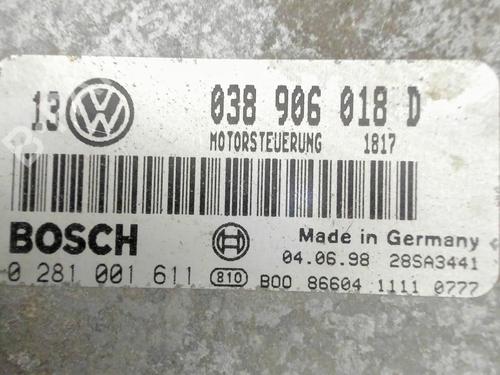 13 VW 038 906 018 D
MOTORSTEUERUNG 1817
BOSCH Made in Germany
04.06.98 28SA3441
0 281 001 611 810 B00 86604 1111 0777